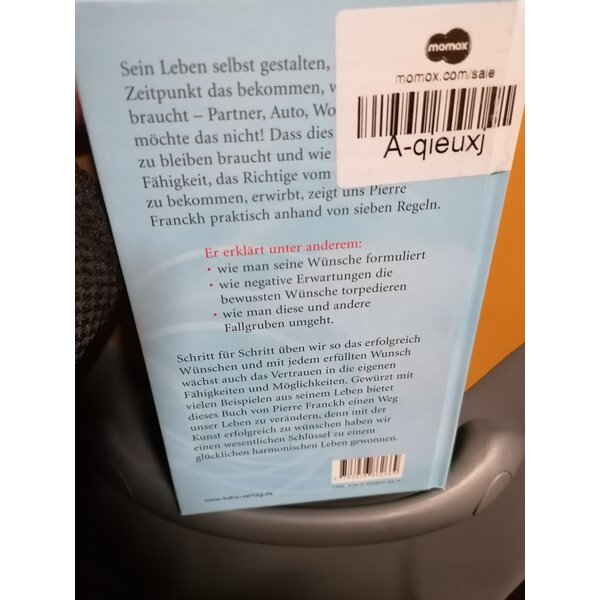 momox
momox.com/sale
A-qieuxj
Sein Leben selbst gestalten,
Zeitpunkt das bekommen,
braucht – Partner, Auto,
möchte das nicht! Dass dies
zu bleiben braucht und wie
Fähigkeit, das Richtige vom
zu bekommen, erwirbt, zeigt uns Pierre
Franckh praktisch anhand von sieben Regeln.
Er erklärt unter anderem:
• wie man seine Wünsche formuliert
• wie negative Erwartungen die
bewussten Wünsche torpedieren
• wie man diese und andere
Fallgruben umgeht.
Schritt für Schritt üben wir so das erfolgreich
Wünschen und mit jedem erfüllten Wunsch
wächst auch das Vertrauen in die eigenen
Fähigkeiten und Möglichkeiten. Gewürzt mit
vielen Beispielen aus seinem Leben bietet
dieses Buch von Pierre Franckh einen Weg
unser Leben zu verändern, denn mit der
Kunst erfolgreich zu wünschen haben wir
einen wesentlichen Schlüssel zu einem
glücklichen harmonischen Leben gewonnen.
www.koha-verlag.de